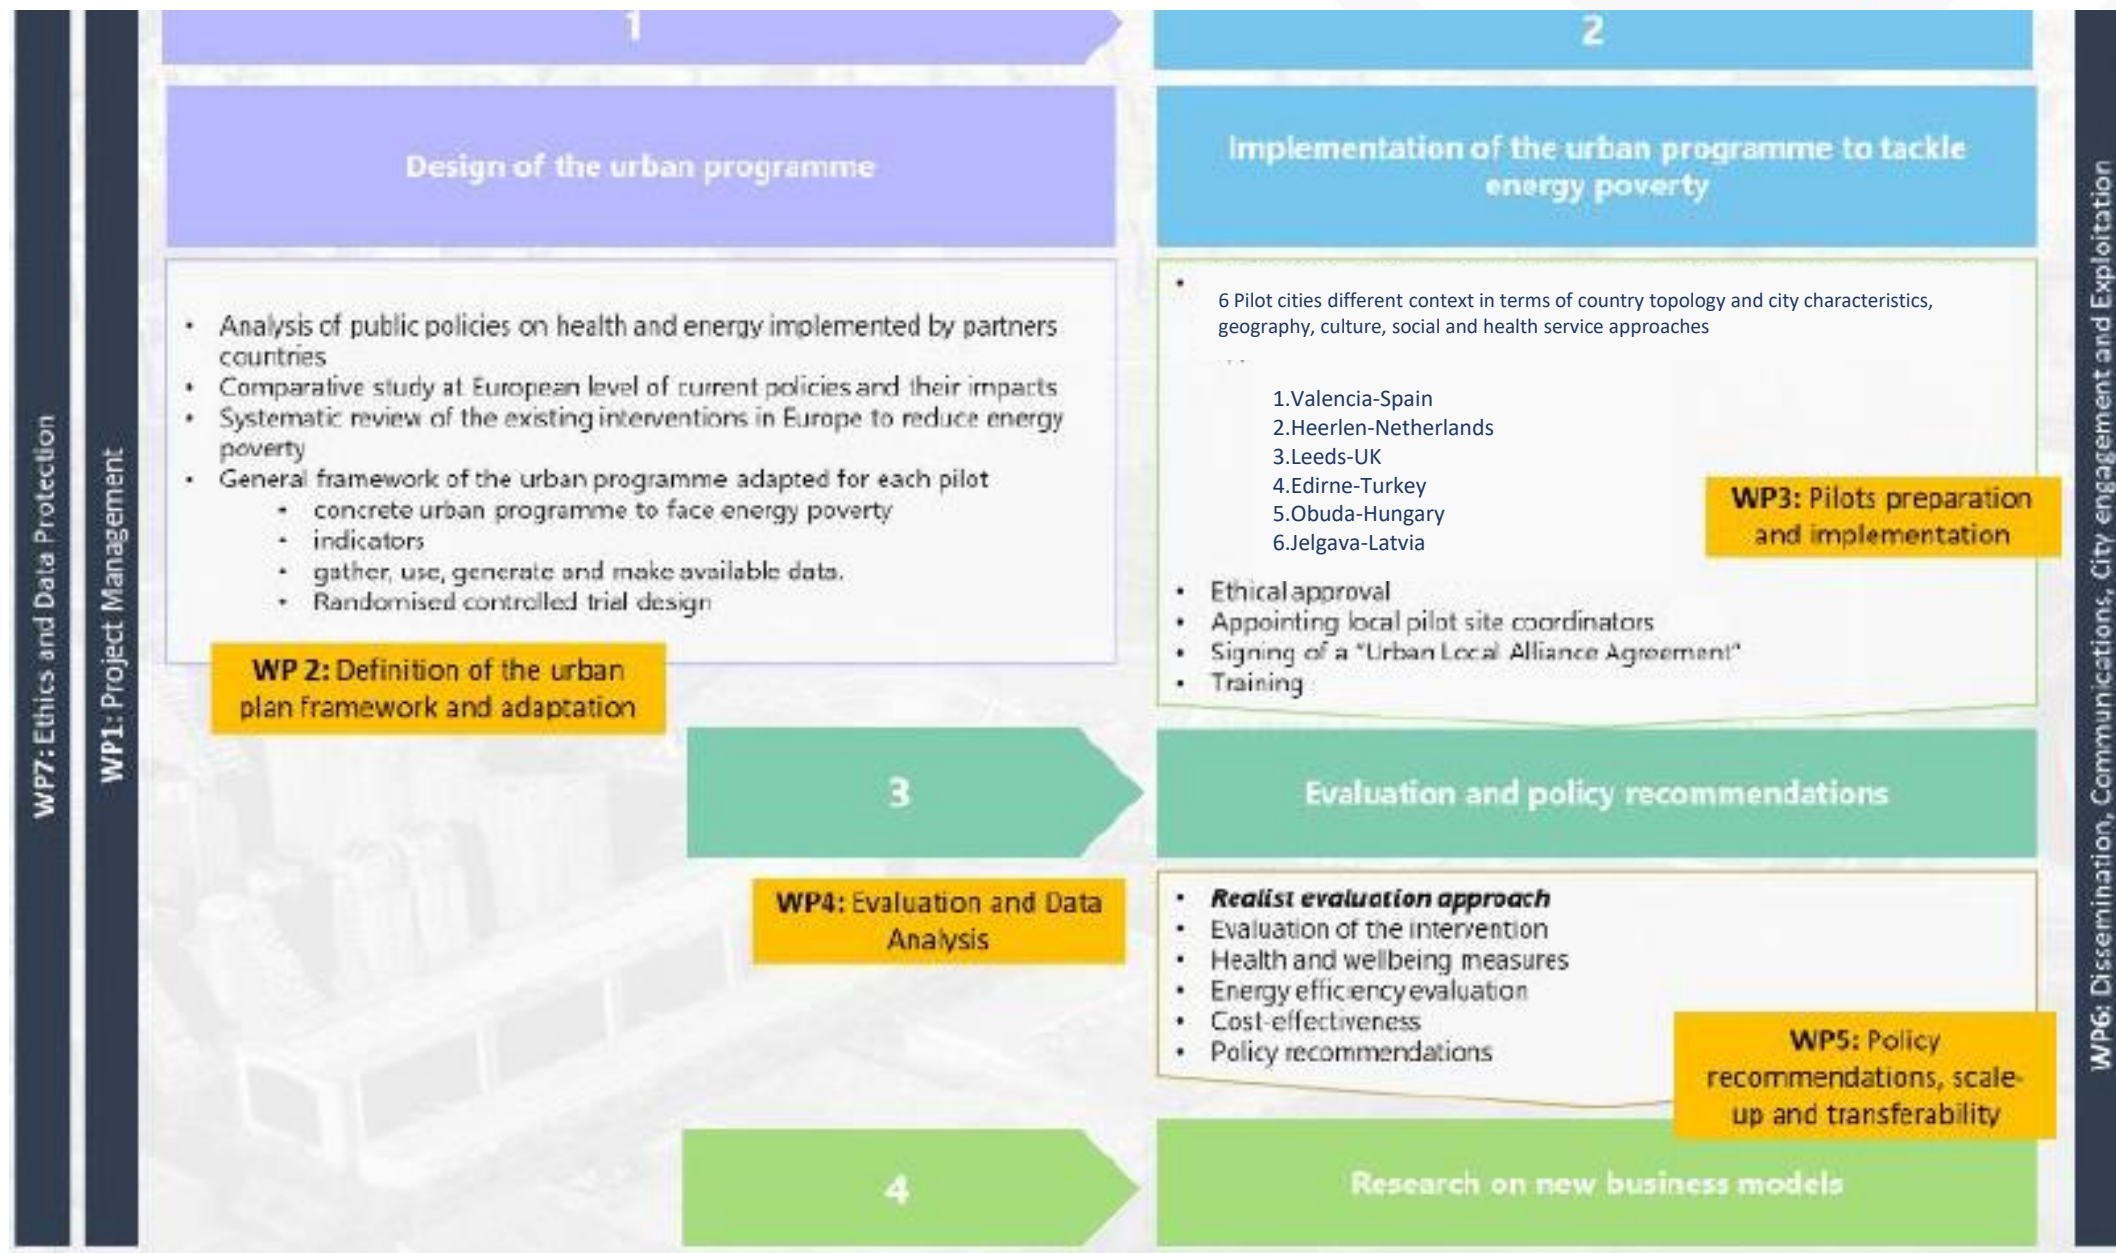 WP7: Ethics and Data Protection
WP1: Project Management
1
Design of the urban programme
• Analysis of public policies on health and energy implemented by partners
countries
• Comparative study at European level of current policies and their impacts
• Systematic review of the existing interventions in Europe to reduce energy
poverty
• General framework of the urban programme adapted for each pilot
• concrete urban programme to face energy poverty
• indicators
• gather, use, generate and make available data.
• Randomised controlled trial design
WP 2: Definition of the urban
plan framework and adaptation
2
Implementation of the urban programme to tackle
energy poverty
•
6 Pilot cities different context in terms of country topology and city characteristics,
geography, culture, social and health service approaches
1.Valencia-Spain
2.Heerlen-Netherlands
3.Leeds-UK
4.Edirne-Turkey
5.Obuda-Hungary
6.Jelgava-Latvia
WP3: Pilots preparation
and implementation
• Ethical approval
• Appointing local pilot site coordinators
• Signing of a "Urban Local Alliance Agreement"
• Training
3
Evaluation and policy recommendations
WP4: Evaluation and Data
Analysis
• Realist evaluation approach
• Evaluation of the intervention
• Health and wellbeing measures
• Energy efficiency evaluation
• Cost-effectiveness
• Policy recommendations
WP5: Policy
recommendations, scale-
up and transferability
4
Research on new business models
WP6: Dissemination, Communications, City engagement and Exploitation